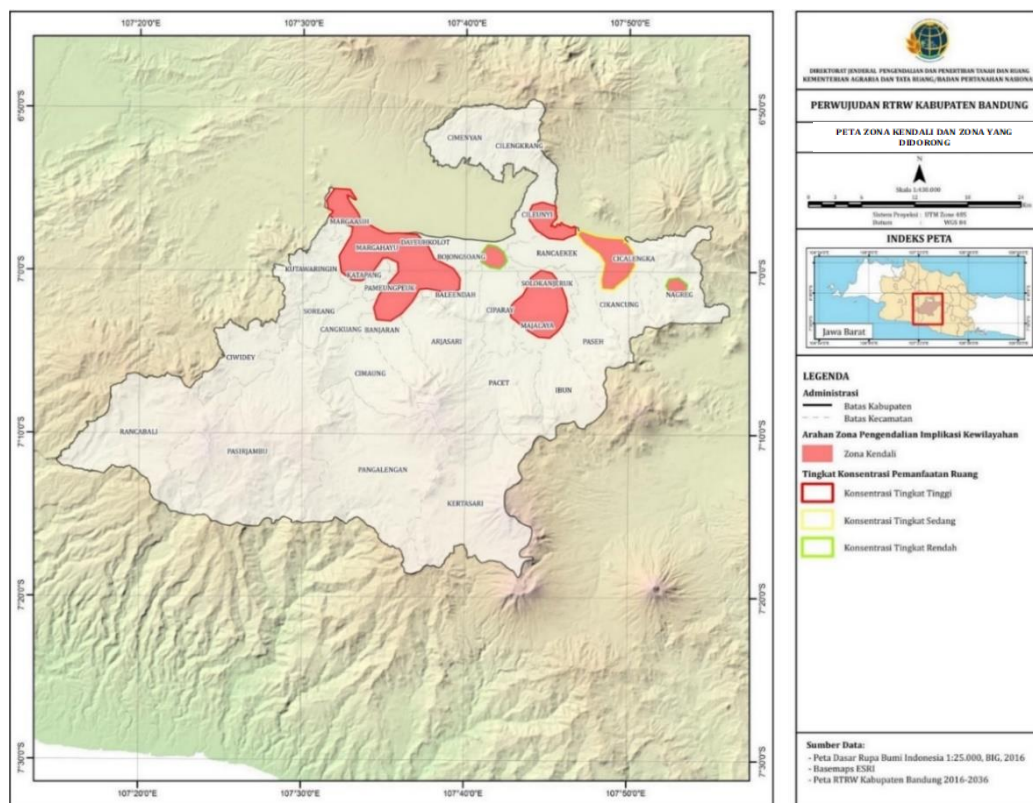 107°20'0"E 107°30'0"E 107°40'0"E 107°50'0"E
6°50'0"S
7°0'0"S
7°10'0"S
7°20'0"S
7°30'0"S
6°50'0"S
7°0'0"S
7°10'0"S
7°20'0"S
7°30'0"S
107°20'0"E 107°30'0"E 107°40'0"E 107°50'0"E
CIMENYAN
CILENGKRANG
CILEUNYI
MARGAASIH
MARGAHAYU
DAYEUHKOLOT
BOJONGSOANG
RANCAEKEK
CICALENGKA
KUTAWARINGIN
KATAPANG
PAMEUNGPEUK
BALEENDAH
SOLOKANJERUK
NAGREG
CIKANCUNG
SOREANG
CIPARAY
CANGKUANG
BANJARAN
MAJALAYA
ARJASARI
PASEH
CIWIDEY
CIMAUNG
PACET
IBUN
RANCABALI
PASIRJAMBU
PANGALENGAN
KERTASARI
DIREKTORAT JENDERAL PENGENDALIAN DAN PENERTIBAN TANAH DAN RUANG
KEMENTERIAN AGRARIA DAN TATA RUANG/BADAN PERTANAHAN NASIONAL
PERWUJUDAN RTRW KABUPATEN BANDUNG
PETA ZONA KENDALI DAN ZONA YANG
DIDORONG
N
Sistem Proyeksi : UTM Zone 48S
Datum : WGS 84
INDEKS PETA
Jawa Barat
LEGENDA
Administrasi
Batas Kabupaten
Batas Kecamatan
Arahan Zona Pengendalian Implikasi Kewilayahan
Zona Kendali
Tingkat Konsentrasi Pemanfaatan Ruang
Konsentrasi Tingkat Tinggi
Konsentrasi Tingkat Sedang
Konsentrasi Tingkat Rendah
Sumber Data:
- Peta Dasar Rupa Bumi Indonesia 1:25.000, BIG, 2016
- Basemaps ESRI
- Peta RTRW Kabupaten Bandung 2016-2036